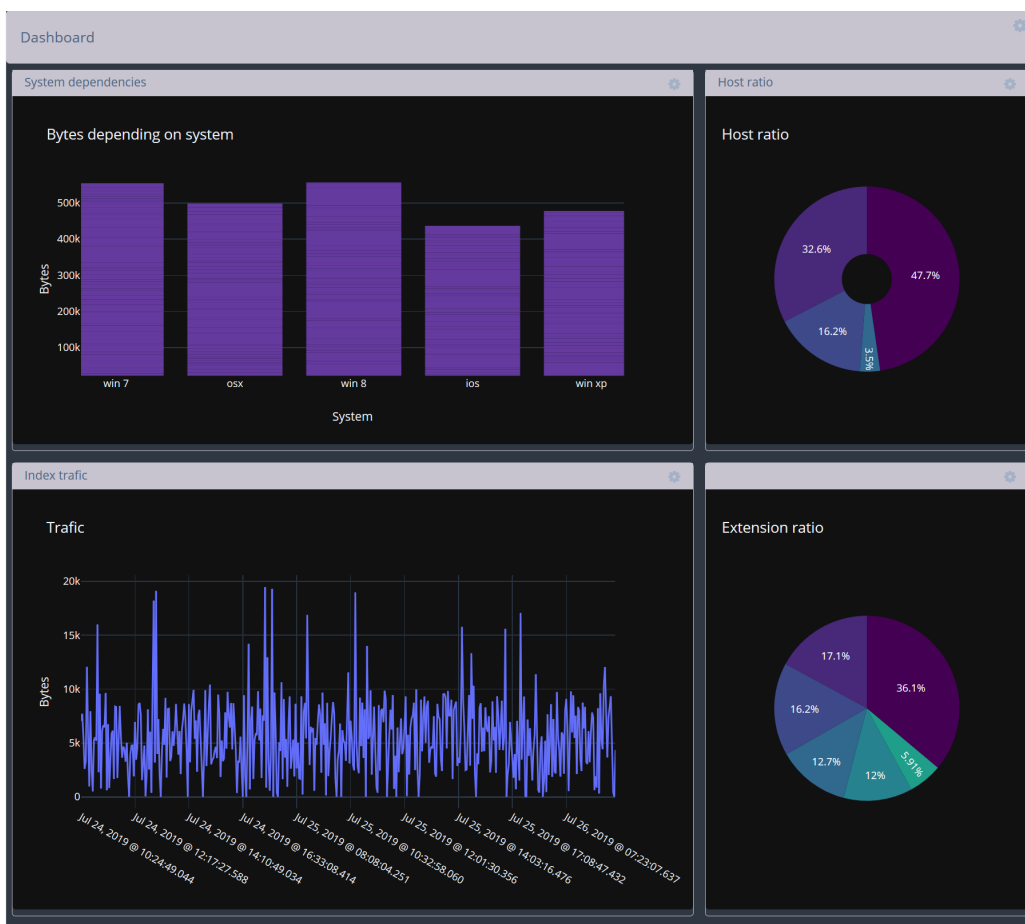 Dashboard
System dependencies
Bytes depending on system
500k
400k
300k
200k
100k
Bytes
win 7
osx
win 8
ios
win xp
System
Host ratio
Host ratio
32.6%
47.7%
16.2%
3.5%
Index trafic
Trafic
20k
15k
10k
5k
0
Bytes
Jul 24, 2019 @ 10:24:49.044
Jul 24, 2019 @ 12:17:27.588
Jul 24, 2019 @ 14:10:49.034
Jul 24, 2019 @ 16:33:08.414
Jul 25, 2019 @ 08:08:04.251
Jul 25, 2019 @ 10:32:58.060
Jul 25, 2019 @ 12:01:30.356
Jul 25, 2019 @ 14:03:16.476
Jul 25, 2019 @ 17:08:47.432
Jul 26, 2019 @ 07:23:07.637
Extension ratio
17.1%
36.1%
16.2%
12.7%
12%
5.91%